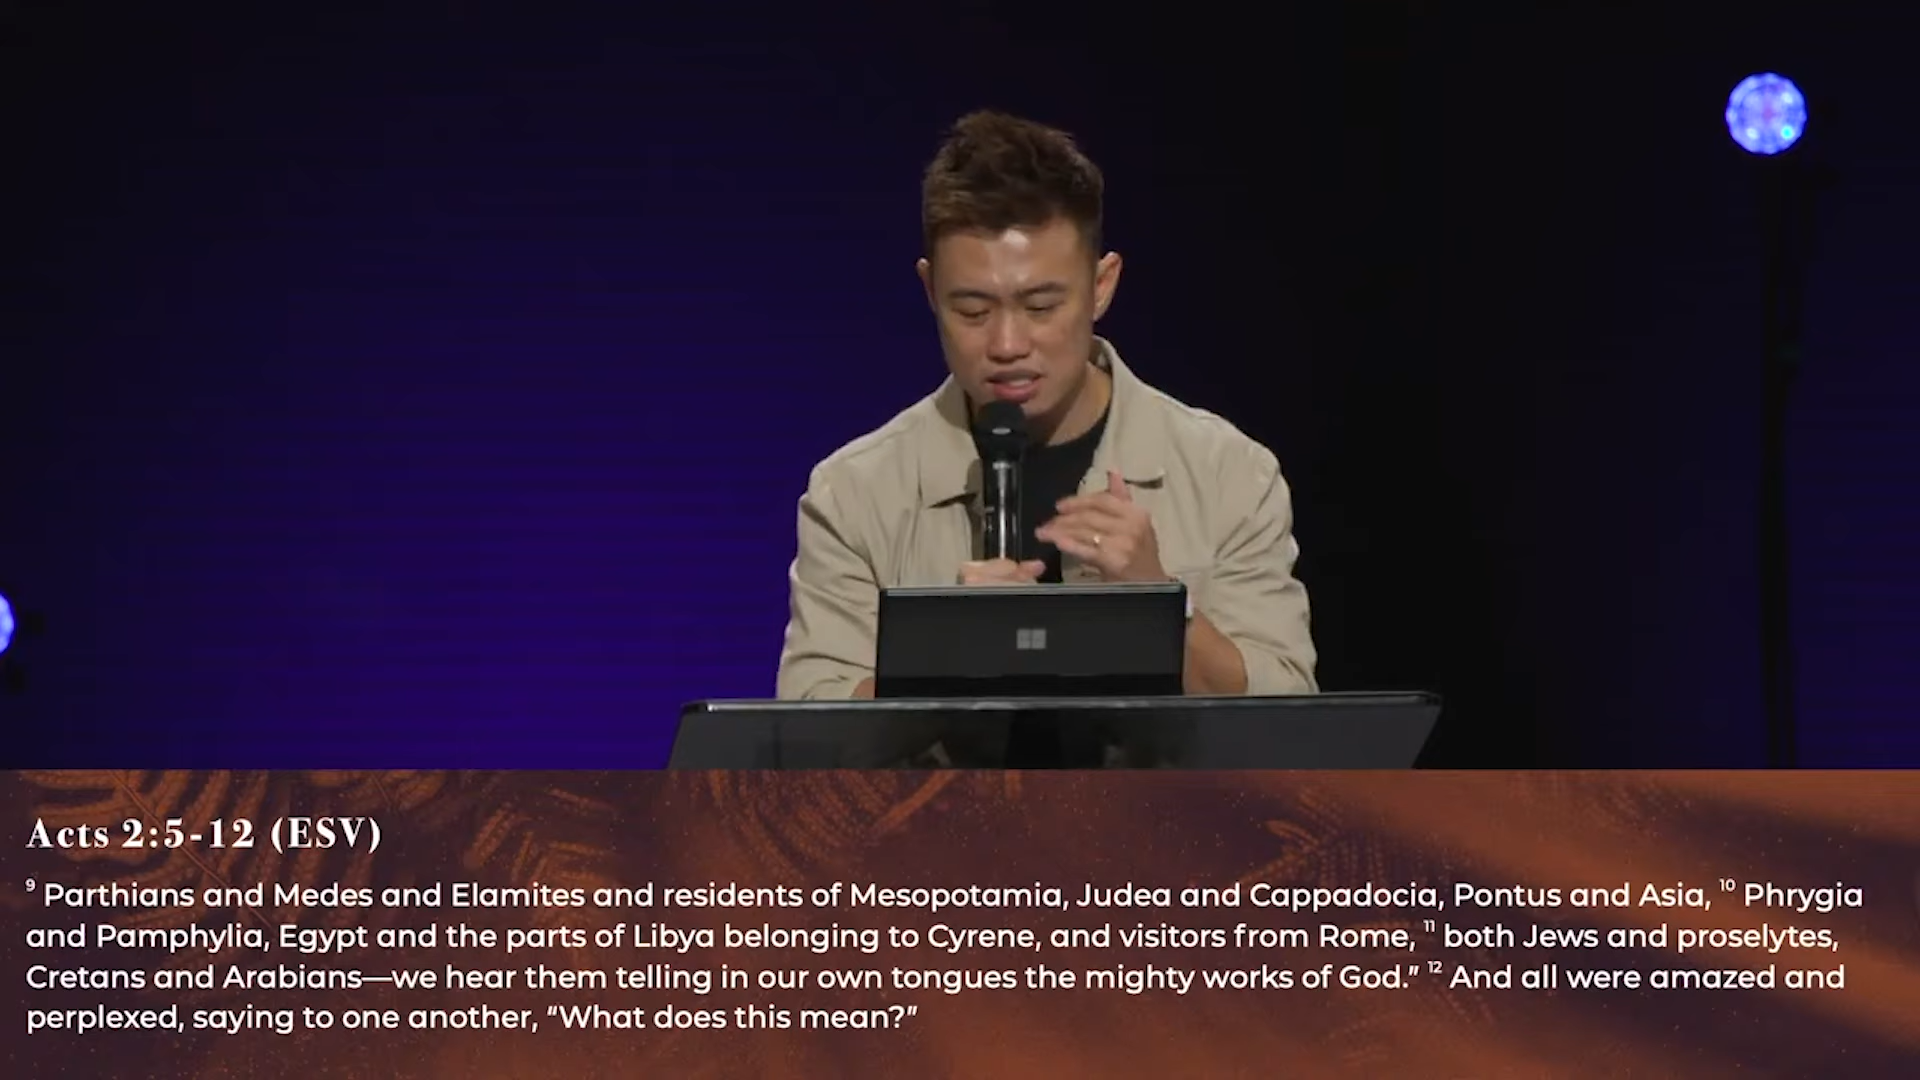 Acts 2:5-12 (ESV)
⁹ Parthians and Medes and Elamites and residents of Mesopotamia, Judea and Cappadocia, Pontus and Asia, ¹⁰ Phrygia
and Pamphylia, Egypt and the parts of Libya belonging to Cyrene, and visitors from Rome, ¹¹ both Jews and proselytes,
Cretans and Arabians—we hear them telling in our own tongues the mighty works of God.” ¹² And all were amazed and
perplexed, saying to one another, “What does this mean?”